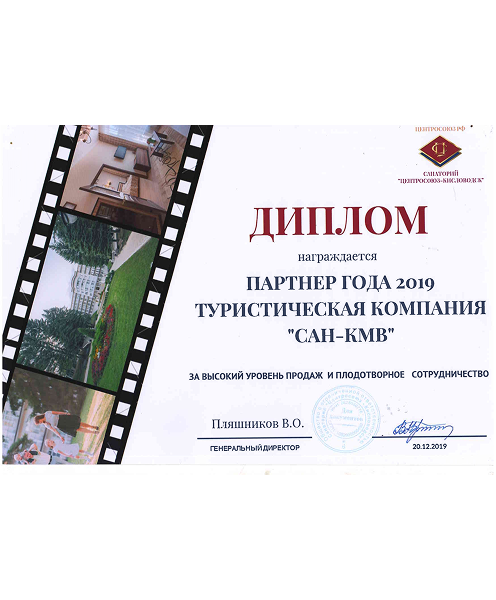 ЦЕНТРОСОЮЗ РФ
САНАТОРИЙ
"ЦЕНТРОСОЮЗ-КИСЛОВОДСК"
ДИПЛОМ
награждается
ПАРТНЕР ГОДА 2019
ТУРИСТИЧЕСКАЯ КОМПАНИЯ
"САН-КМВ"
ЗА ВЫСОКИЙ УРОВЕНЬ ПРОДАЖ И ПЛОДОТВОРНОЕ СОТРУДНИЧЕСТВО
Пляшников В.О.
ГЕНЕРАЛЬНЫЙ ДИРЕКТОР
20.12.2019